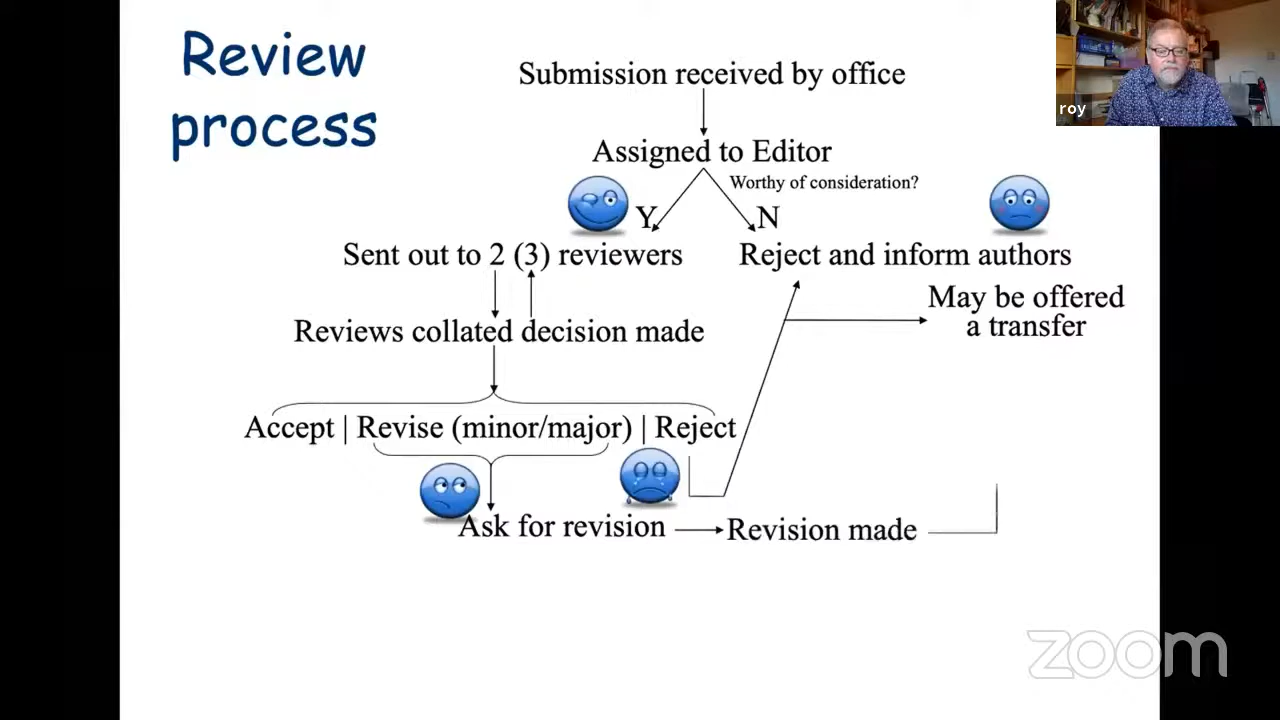 Review
process
Submission received by office
roy
Assigned to Editor
Worthy of consideration?
Y
N
Sent out to 2 (3) reviewers
Reject and inform authors
May be offered
a transfer
Reviews collated decision made
Accept | Revise (minor/major) | Reject
Ask for revision
Revision made
zoom